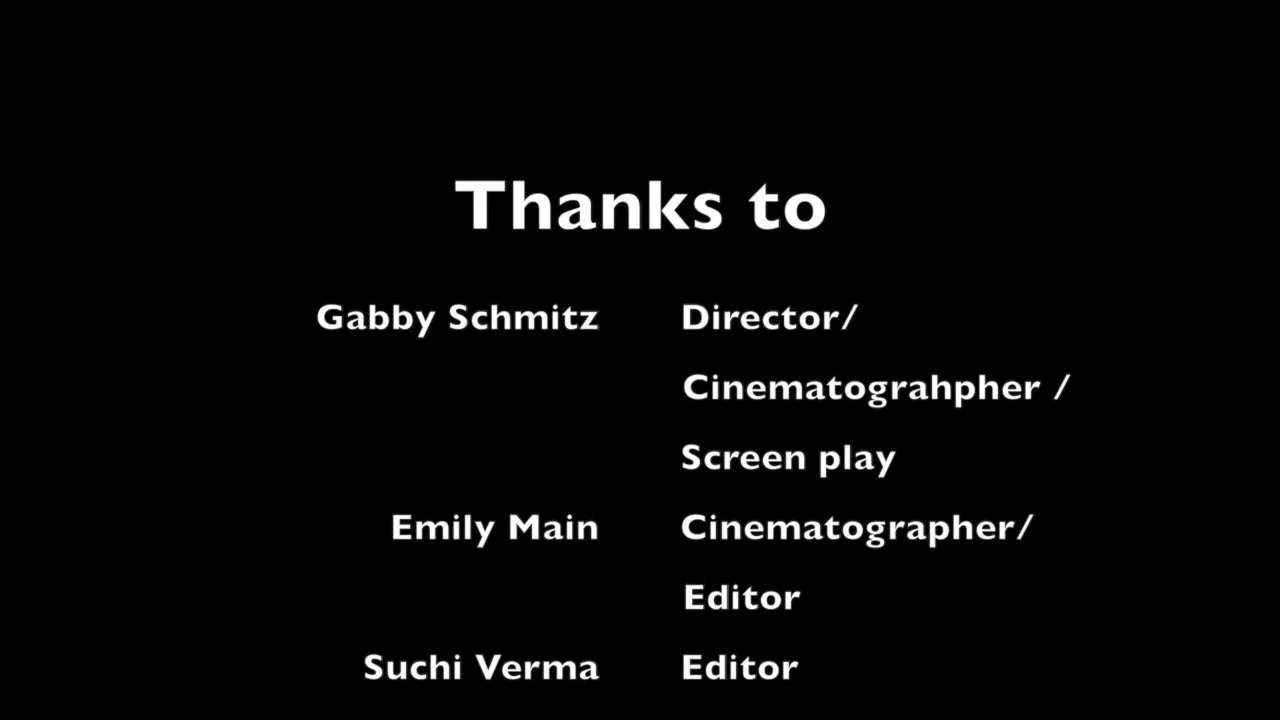 Thanks to
Gabby Schmitz Director/
Cinematograhpher /
Screen play
Emily Main Cinematographer/
Editor
Suchi Verma Editor